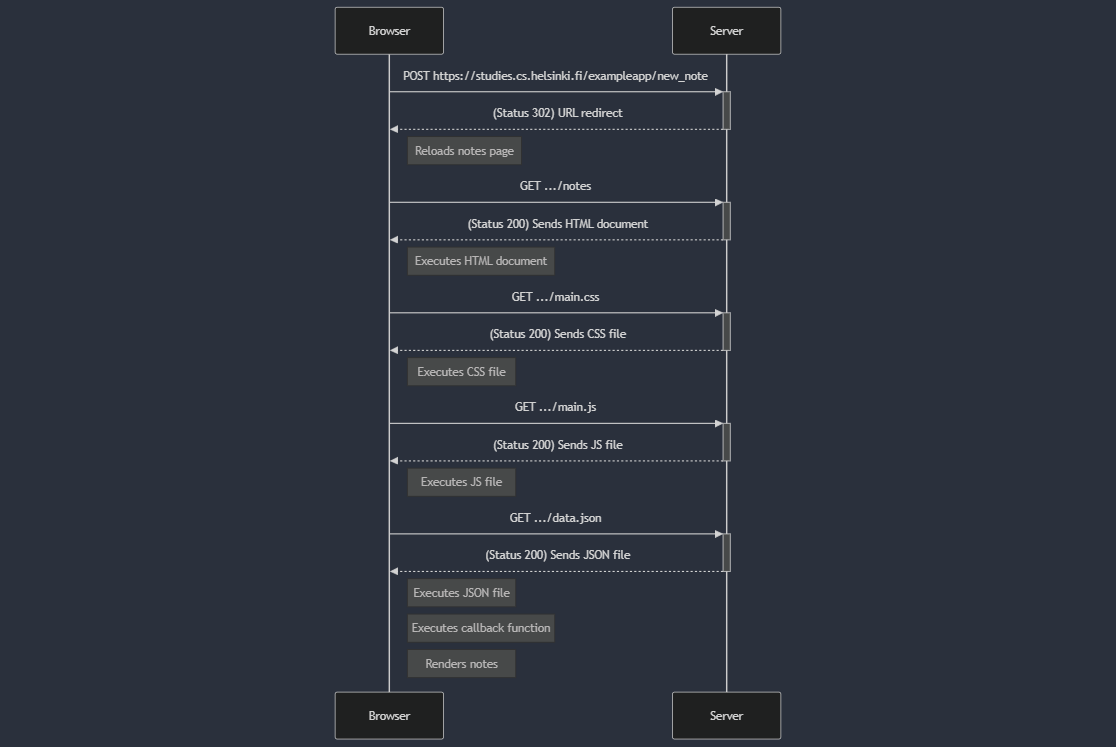 Browser
Server
POST https://studies.cs.helsinki.fi/exampleapp/new_note
(Status 302) URL redirect
Reloads notes page
GET .../notes
(Status 200) Sends HTML document
Executes HTML document
GET .../main.css
(Status 200) Sends CSS file
Executes CSS file
GET .../main.js
(Status 200) Sends JS file
Executes JS file
GET .../data.json
(Status 200) Sends JSON file
Executes JSON file
Executes callback function
Renders notes
Browser
Server